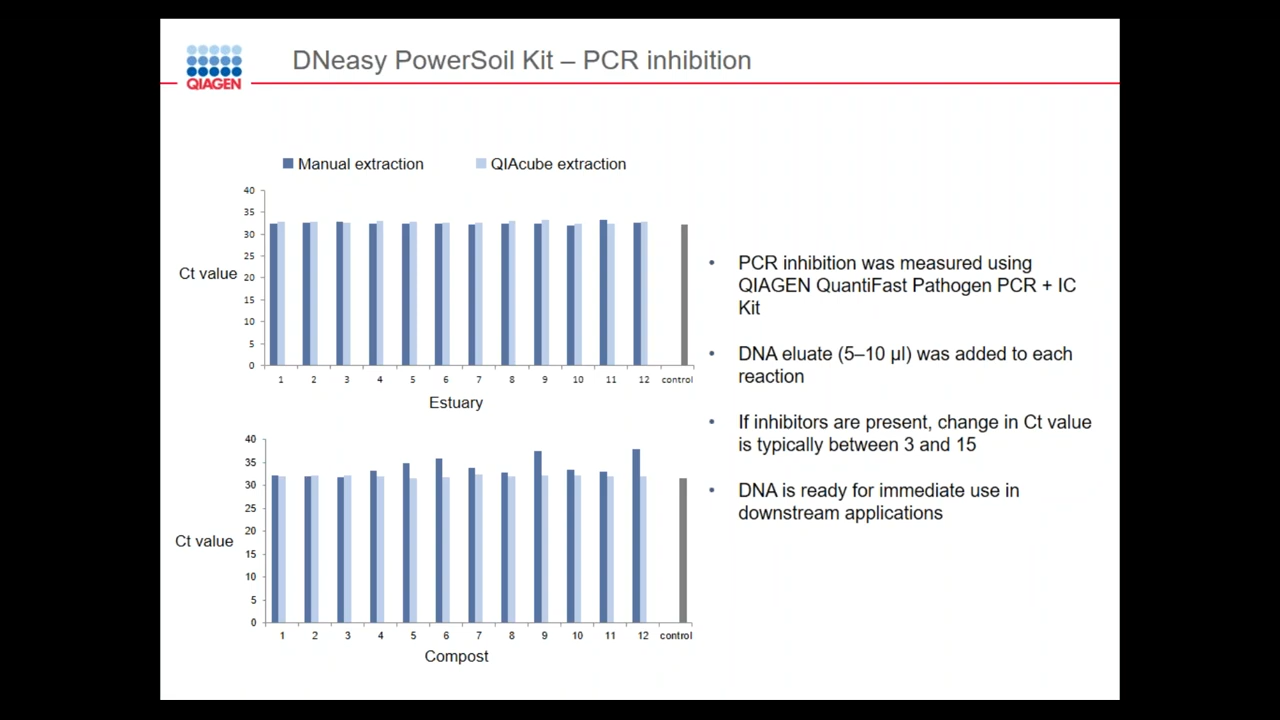 QIAGEN
DNeasy PowerSoil Kit – PCR inhibition
Manual extraction
QIAcube extraction
40
35
30
25
20
15
10
5
0
Ct value
1 2 3 4 5 6 7 8 9 10 11 12 control
Estuary
40
35
30
25
20
15
10
5
0
Ct value
1 2 3 4 5 6 7 8 9 10 11 12 control
Compost
• PCR inhibition was measured using
QIAGEN QuantiFast Pathogen PCR + IC
Kit
• DNA eluate (5–10 µl) was added to each
reaction
• If inhibitors are present, change in Ct value
is typically between 3 and 15
• DNA is ready for immediate use in
downstream applications